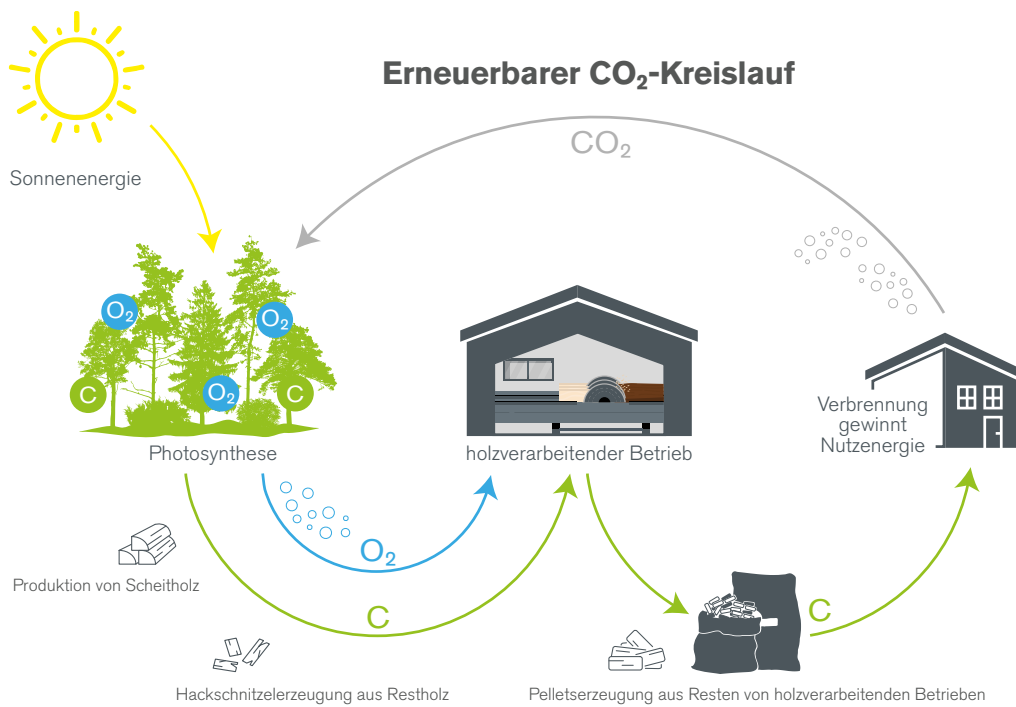 Erneuerbarer CO₂-Kreislauf
CO₂
Sonnenenergie
O₂
O₂
O₂
C
C
Photosynthese
holzverarbeitender Betrieb
Verbrennung
gewinnt
Nutzenergie
O₂
C
C
Produktion von Scheitholz
Hackschnitzelerzeugung aus Restholz
Pelletserzeugung aus Resten von holzverarbeitenden Betrieben